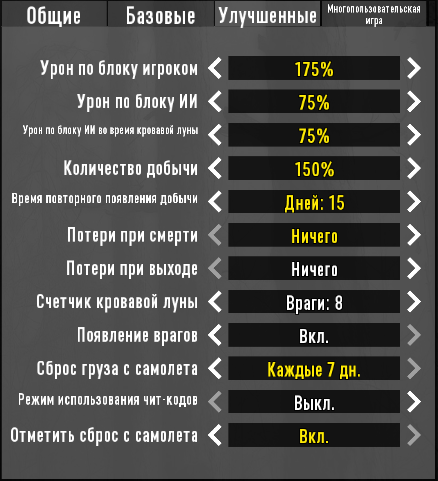 Общие Базовые Улучшенные Многопользовательская
игра
Урон по блоку игроком 175%
Урон по блоку ИИ 75%
Урон по блоку ИИ во время кровавой луны 75%
Количество добычи 150%
Время повторного появления добычи Дней: 15
Потери при смерти Ничего
Потери при выходе Ничего
Счетчик кровавой луны Враги: 8
Появление врагов Вкл.
Сброс груза с самолета Каждые 7 дн.
Режим использования чит-кодов Выкл.
Отметить сброс с самолета Вкл.